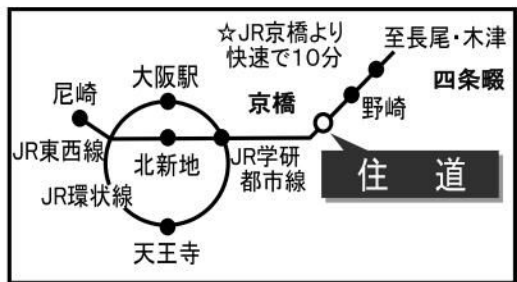 ☆JR京橋より
快速で10分
至長尾・木津
四条畷
大阪駅
京橋
野崎
尼崎
JR東西線
北新地
JR学研
都市線
住 道
JR環状線
天王寺